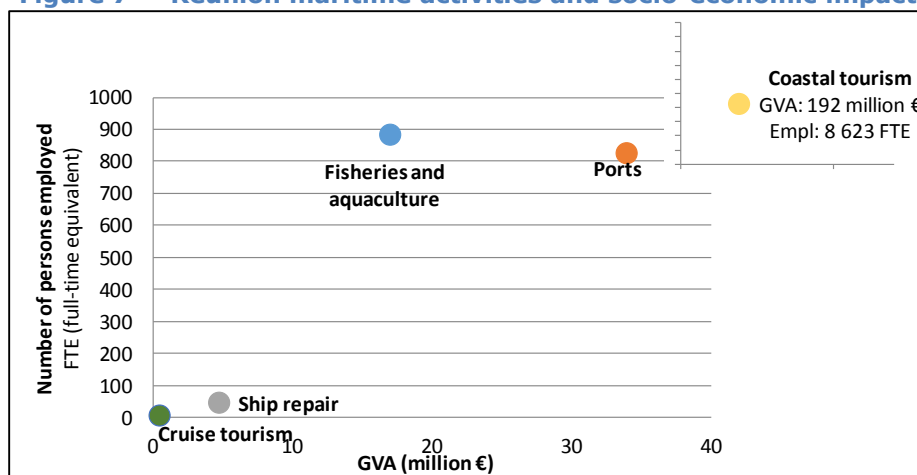 Figure 7 Réunion maritime activities and socio-economic impact
Coastal tourism
GVA: 192 million €
Empl: 8 623 FTE
Number of persons employed
FTE (full-time equivalent)
1000
900
800
700
600
500
400
300
200
100
0
Fisheries and
aquaculture
Ports
Ship repair
Cruise tourism
0
10
20
30
40
GVA (million €)